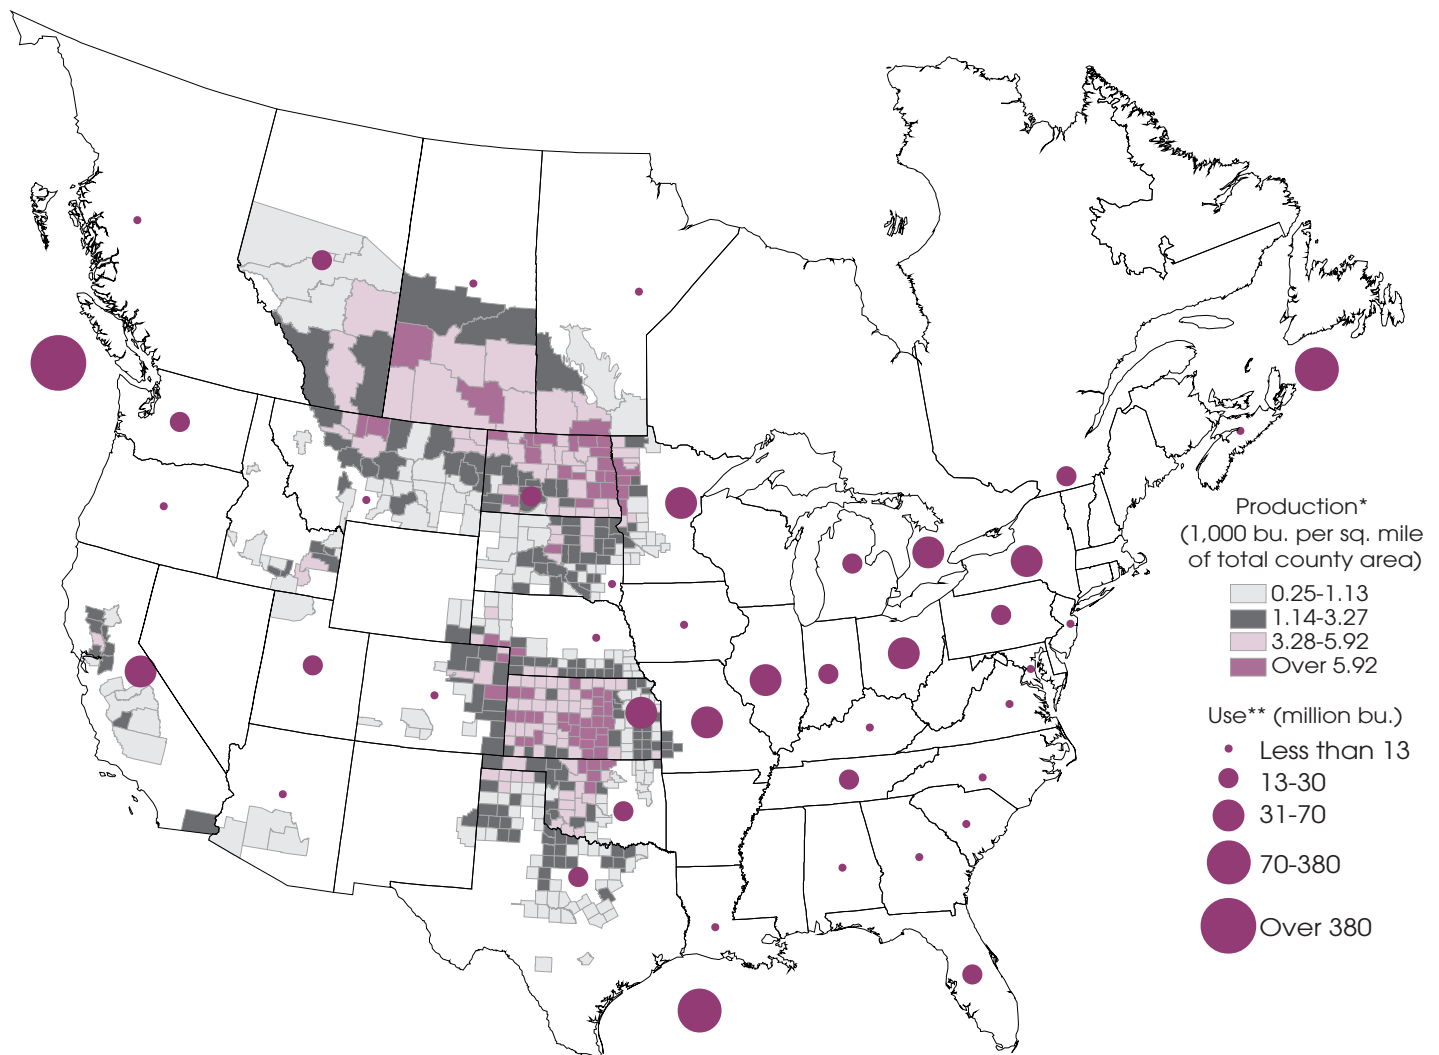 Production*
(1,000 bu. per sq. mile
of total county area)
0.25-1.13
1.14-3.27
3.28-5.92
Over 5.92
Use** (million bu.)
Less than 13
13-30
31-70
70-380
Over 380